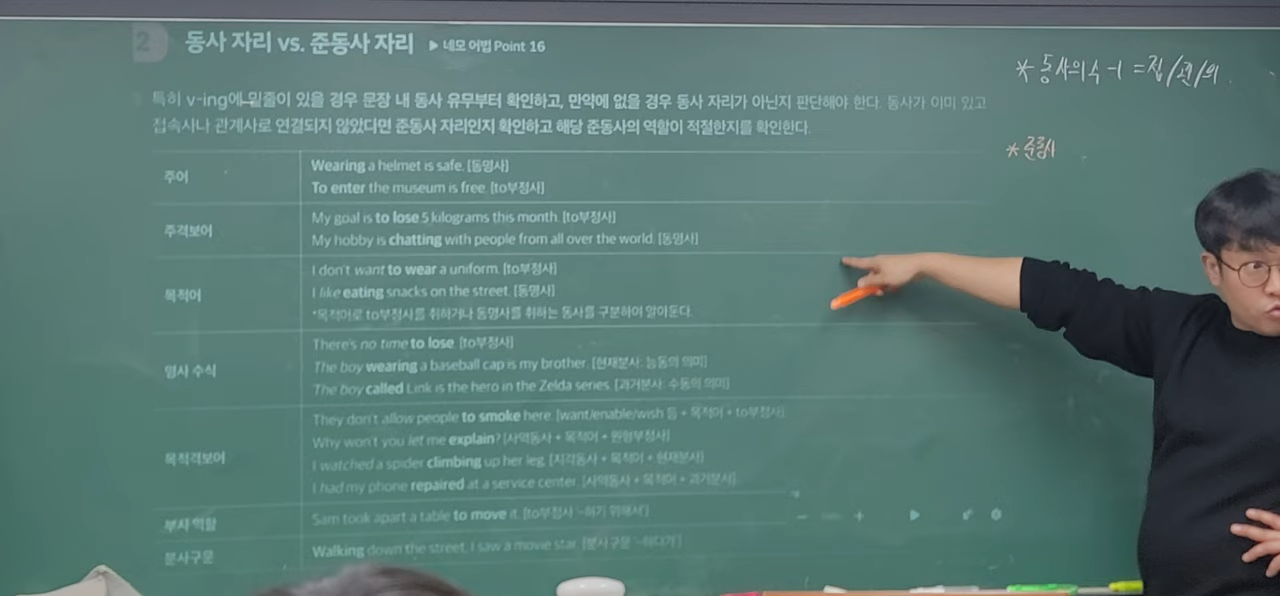 2 동사 자리 vs. 준동사 자리 ▶ 네모 어법 Point 16
특히 v-ing에 밑줄이 있을 경우 문장 내 동사 유무부터 확인하고, 만약에 없을 경우 동사 자리가 아닌지 판단해야 한다. 동사가 이미 있고
접속사나 관계사로 연결되지 않았다면 준동사 자리인지 확인하고 해당 준동사의 역할이 적절한지를 확인한다.
주어
Wearing a helmet is safe. [동명사]
To enter the museum is free. [to부정사]
주격보어
My goal is to lose 5 kilograms this month. [to부정사]
My hobby is chatting with people from all over the world. [동명사]
목적어
I don't want to wear a uniform. [to부정사]
I like eating snacks on the street. [동명사]
*목적어로 to부정사를 취하거나 동명사를 취하는 동사를 구분하여 알아둔다.
명사 수식
There's no time to lose. [to부정사]
The boy wearing a baseball cap is my brother. [현재분사: 능동의 의미]
The boy called Link is the hero in the Zelda series. [과거분사: 수동의 의미]
목적격보어
They don't allow people to smoke here. [want/enable/wish 등 + 목적어 + to부정사]
Why won't you let me explain? [사역동사 + 목적어 + 원형부정사]
I watched a spider climbing up her leg. [지각동사 + 목적어 + 현재분사]
I had my phone repaired at a service center. [사역동사 + 목적어 + 과거분사]
부사 역할
Sam took apart a table to move it. [to부정사 '~하기 위해서']
분사구문
Walking down the street, I saw a movie star. [분사구문 '~하다가']
* 동사의 수 -1 = 접/관/의.
* 준동사